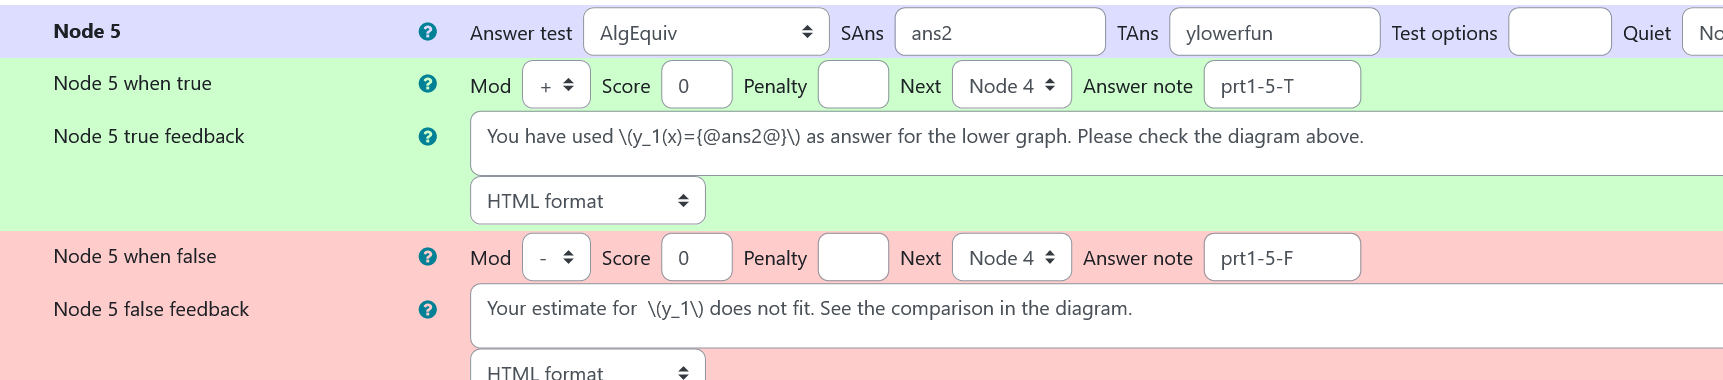 Node 5 Answer test AlgEquiv SAns ans2 TAns ylowerfun Test options Quiet No
Node 5 when true Mod + Score 0 Penalty Next Node 4 Answer note prt1-5-T
Node 5 true feedback You have used \(y_1(x)={@ans2@}\) as answer for the lower graph. Please check the diagram above.
HTML format
Node 5 when false Mod - Score 0 Penalty Next Node 4 Answer note prt1-5-F
Node 5 false feedback Your estimate for \(y_1\) does not fit. See the comparison in the diagram.
HTML format